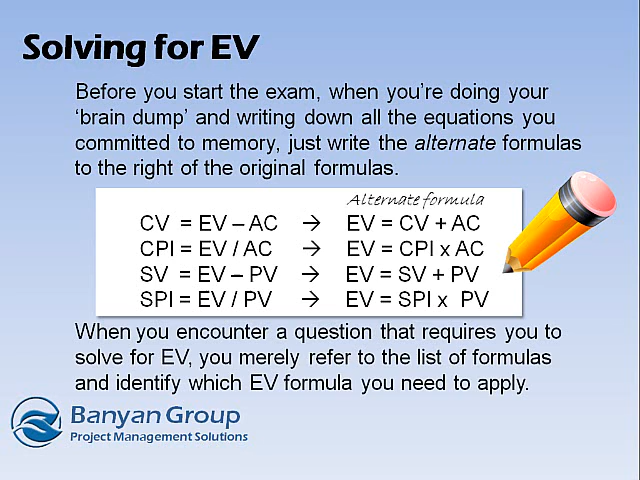 Solving for EV
Before you start the exam, when you’re doing your
‘brain dump’ and writing down all the equations you
committed to memory, just write the alternate formulas
to the right of the original formulas.
Alternate formula
CV = EV – AC → EV = CV + AC
CPI = EV / AC → EV = CPI x AC
SV = EV – PV → EV = SV + PV
SPI = EV / PV → EV = SPI x PV
When you encounter a question that requires you to
solve for EV, you merely refer to the list of formulas
and identify which EV formula you need to apply.
Banyan Group
Project Management Solutions